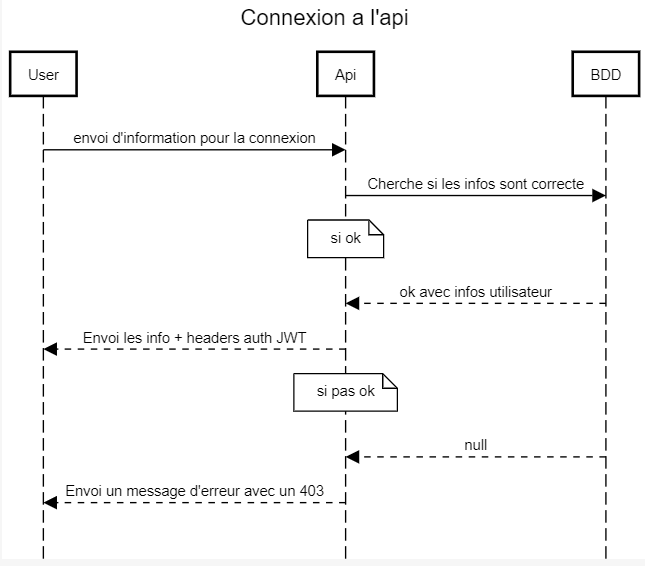 Connexion a l'api
User
Api
BDD
envoi d'information pour la connexion
Cherche si les infos sont correcte
si ok
ok avec infos utilisateur
Envoi les info + headers auth JWT
si pas ok
null
Envoi un message d'erreur avec un 403